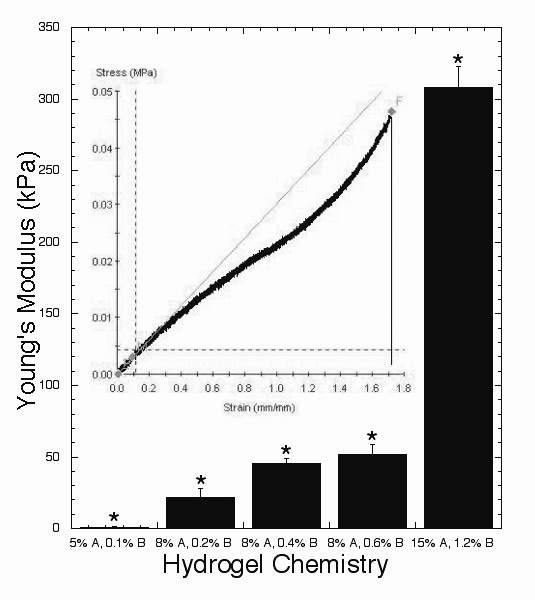 350
300
250
200
150
100
50
0
Young's Modulus (kPa)
Stress (MPa)
0.05
0.04
0.03
0.02
0.01
0.00
F
0.0 0.2 0.4 0.6 0.8 1.0 1.2 1.4 1.6 1.8
Strain (mm/mm)
*
*
*
*
*
5% A, 0.1% B 8% A, 0.2% B 8% A, 0.4% B 8% A, 0.6% B 15% A, 1.2% B
Hydrogel Chemistry